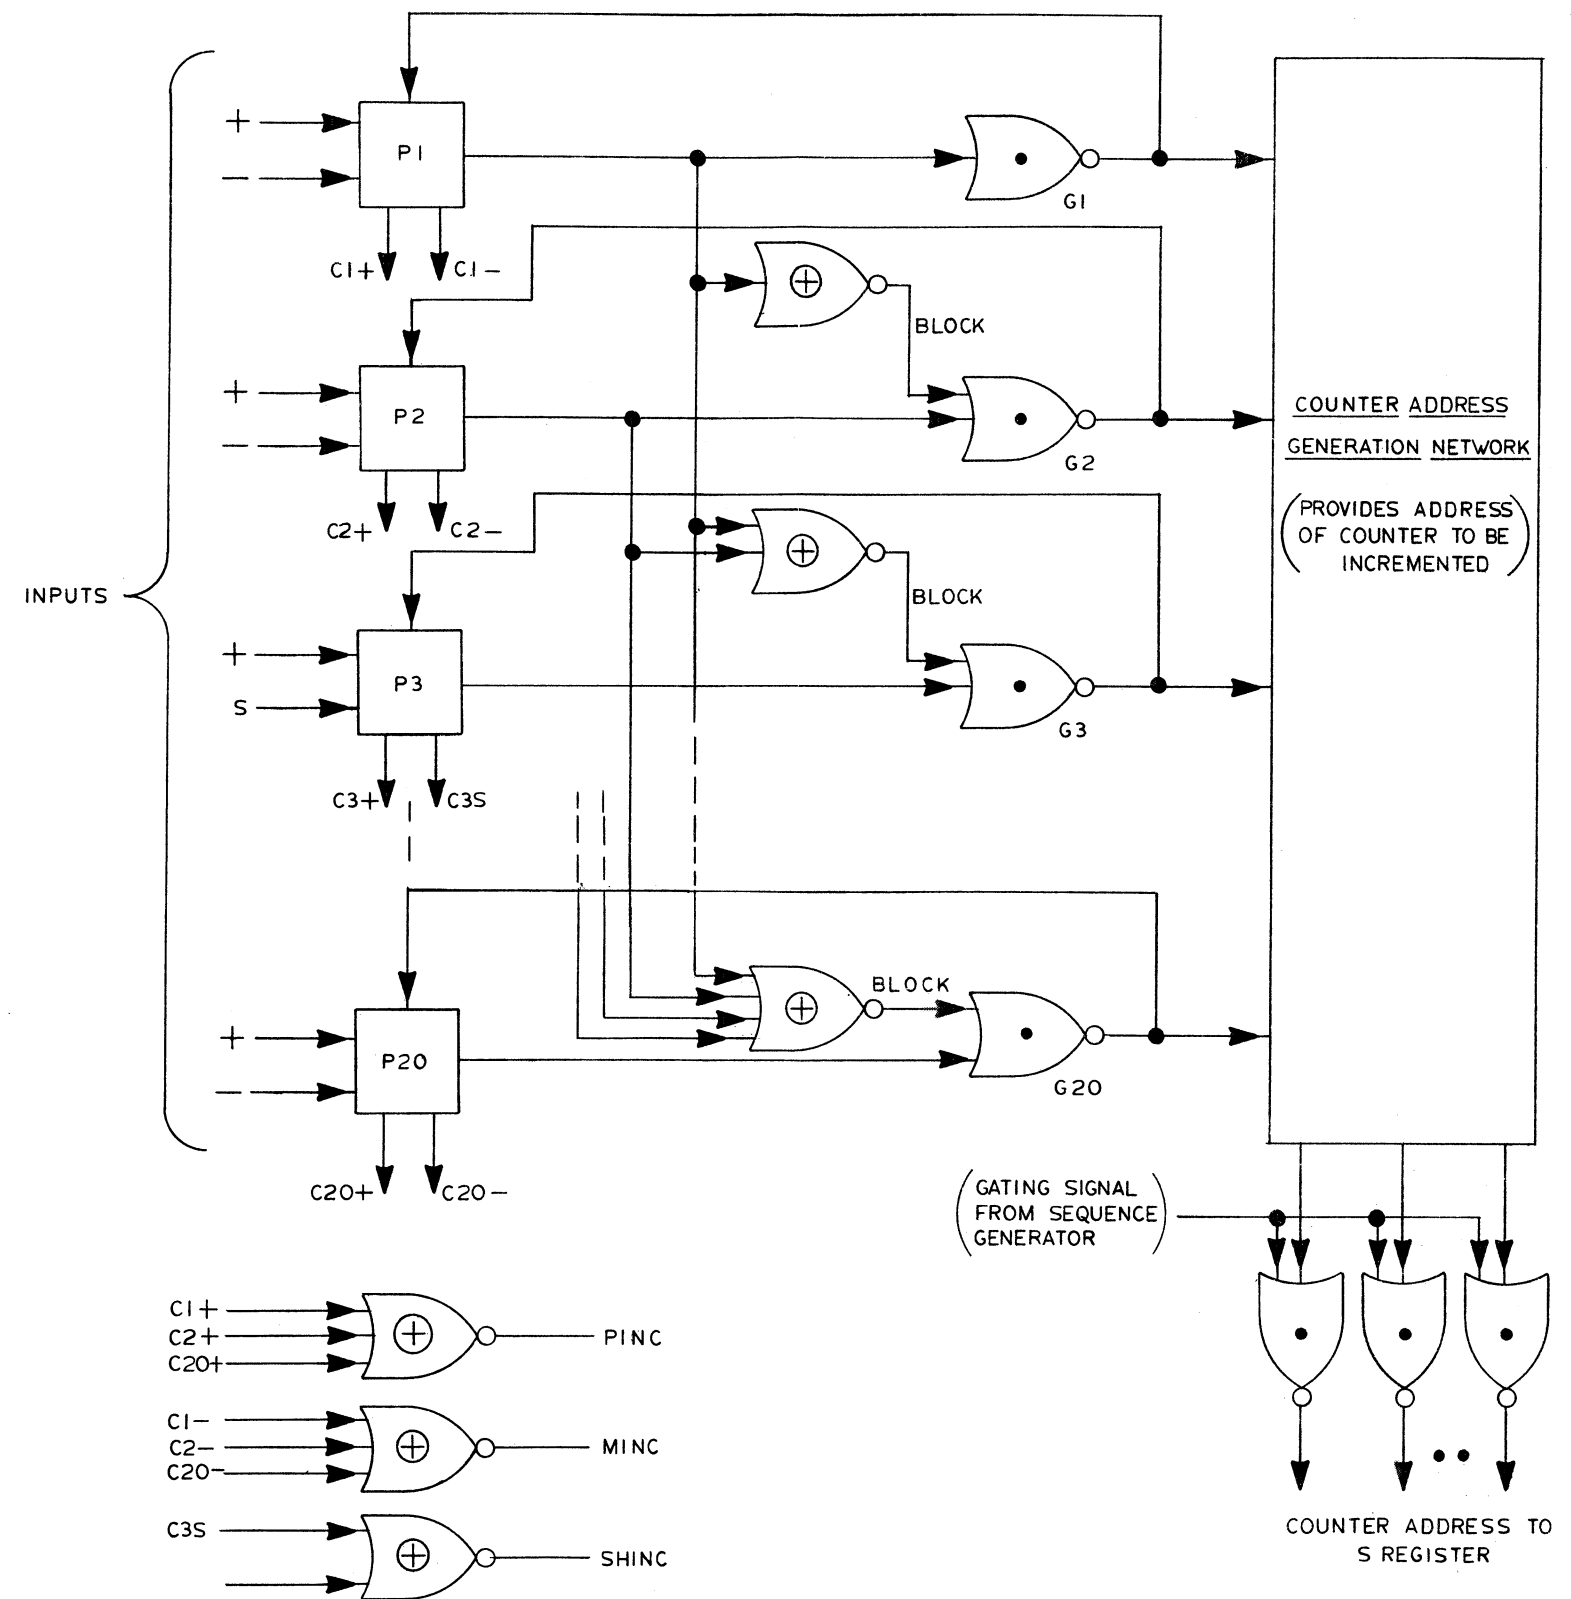 +
P1
−
G1
C1+ C1−
BLOCK
+
P2
−
G2
COUNTER ADDRESS
GENERATION NETWORK
(PROVIDES ADDRESS
OF COUNTER TO BE
INCREMENTED)
C2+ C2−
INPUTS
BLOCK
+
P3
S
G3
C3+ C3S
BLOCK
+
P20
−
G20
C20+ C20−
(GATING SIGNAL
FROM SEQUENCE
GENERATOR)
C1+
C2+
C20+
PINC
C1−
C2−
C20−
MINC
C3S
SHINC
COUNTER ADDRESS TO
S REGISTER